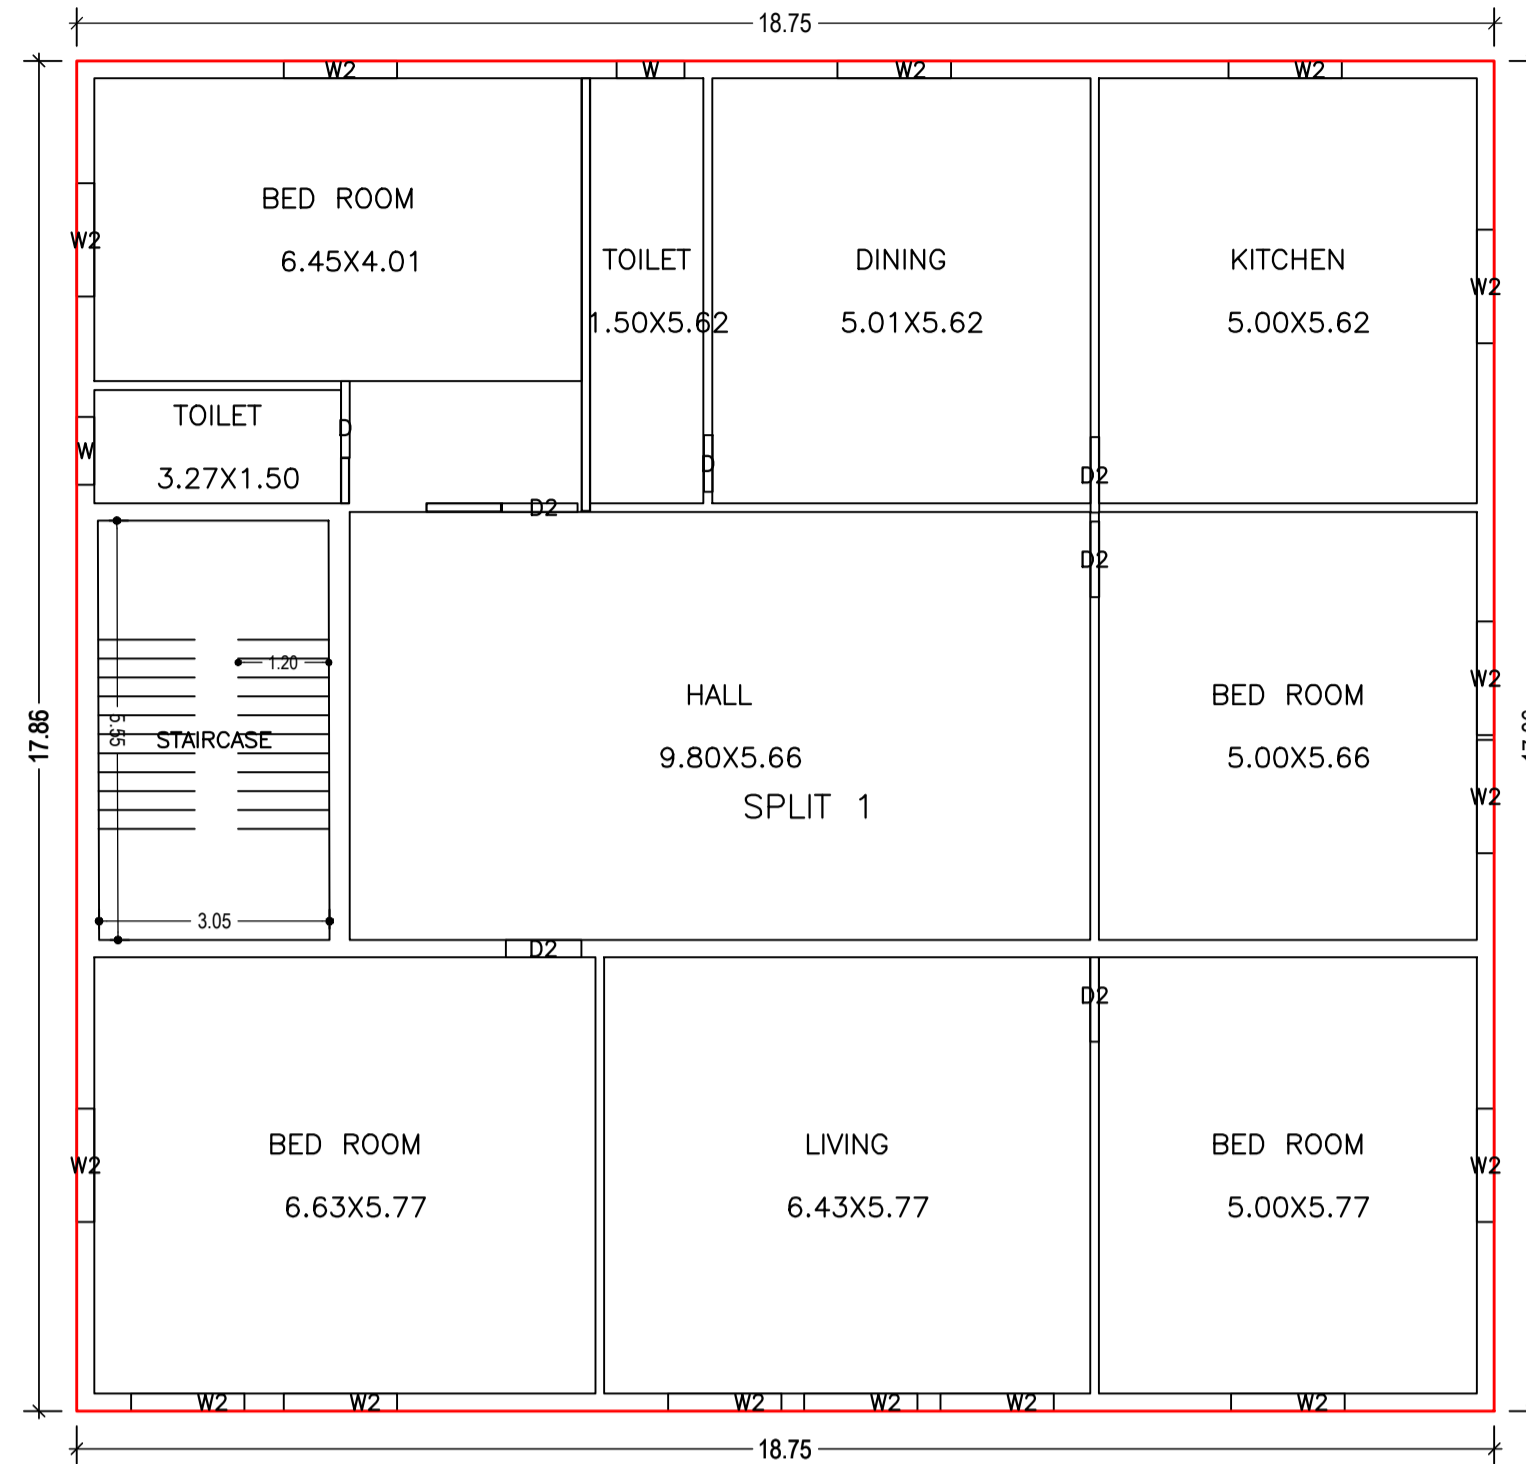 18.75
W2 W W2 W2
BED ROOM
6.45X4.01
TOILET
1.50X5.62
DINING
5.01X5.62
KITCHEN
5.00X5.62
W2
W2
TOILET
3.27X1.50
W
D
D
D2
D2
D2
17.86
1.20
5.55
STAIRCASE
3.05
HALL
9.80X5.66
SPLIT 1
BED ROOM
5.00X5.66
W2
W2
D2
D2
BED ROOM
6.63X5.77
LIVING
6.43X5.77
BED ROOM
5.00X5.77
W2
W2
W2 W2 W2 W2 W2 W2
18.75